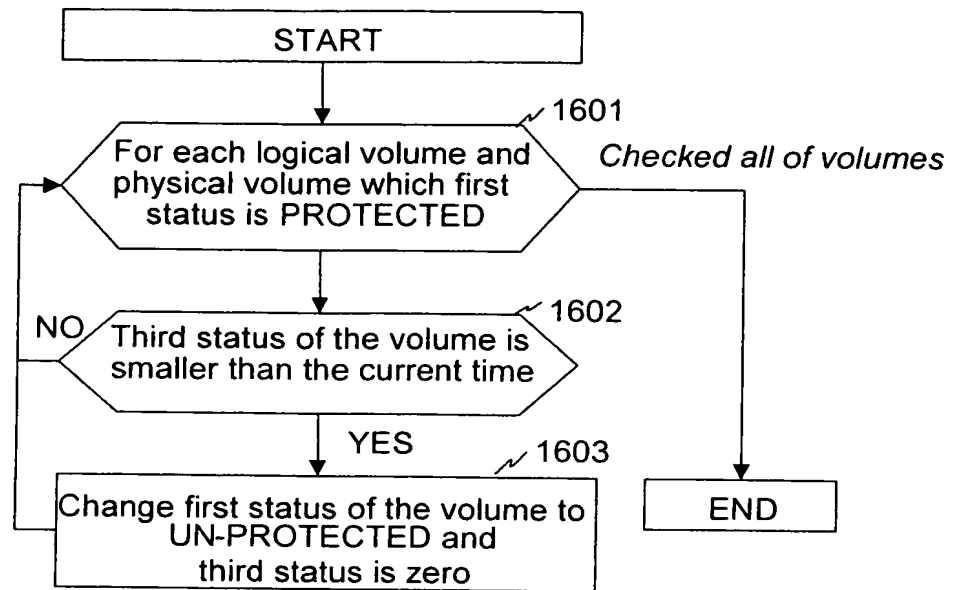 START
1601
For each logical volume and
physical volume which first
status is PROTECTED
Checked all of volumes
1602
NO
Third status of the volume is
smaller than the current time
YES
1603
Change first status of the volume to
UN-PROTECTED and
third status is zero
END